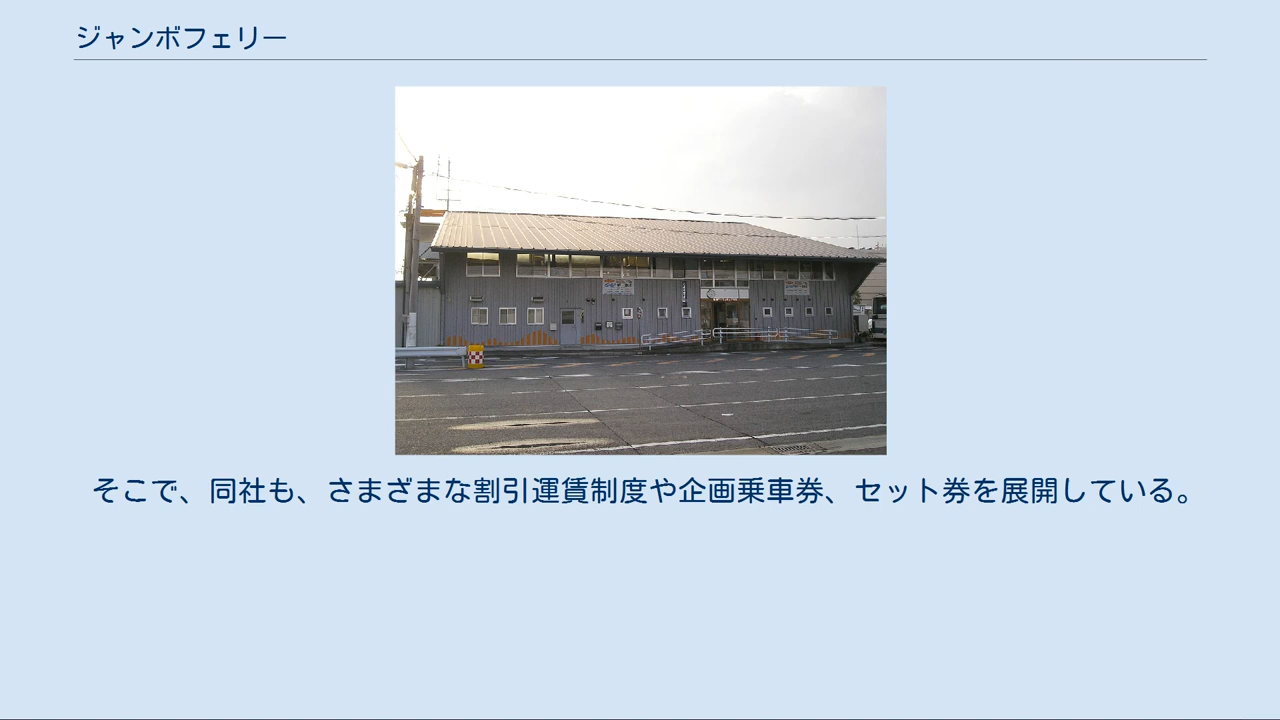 ジャンボフェリー
そこで、同社も、さまざまな割引運賃制度や企画乗車券、セット券を展開している。